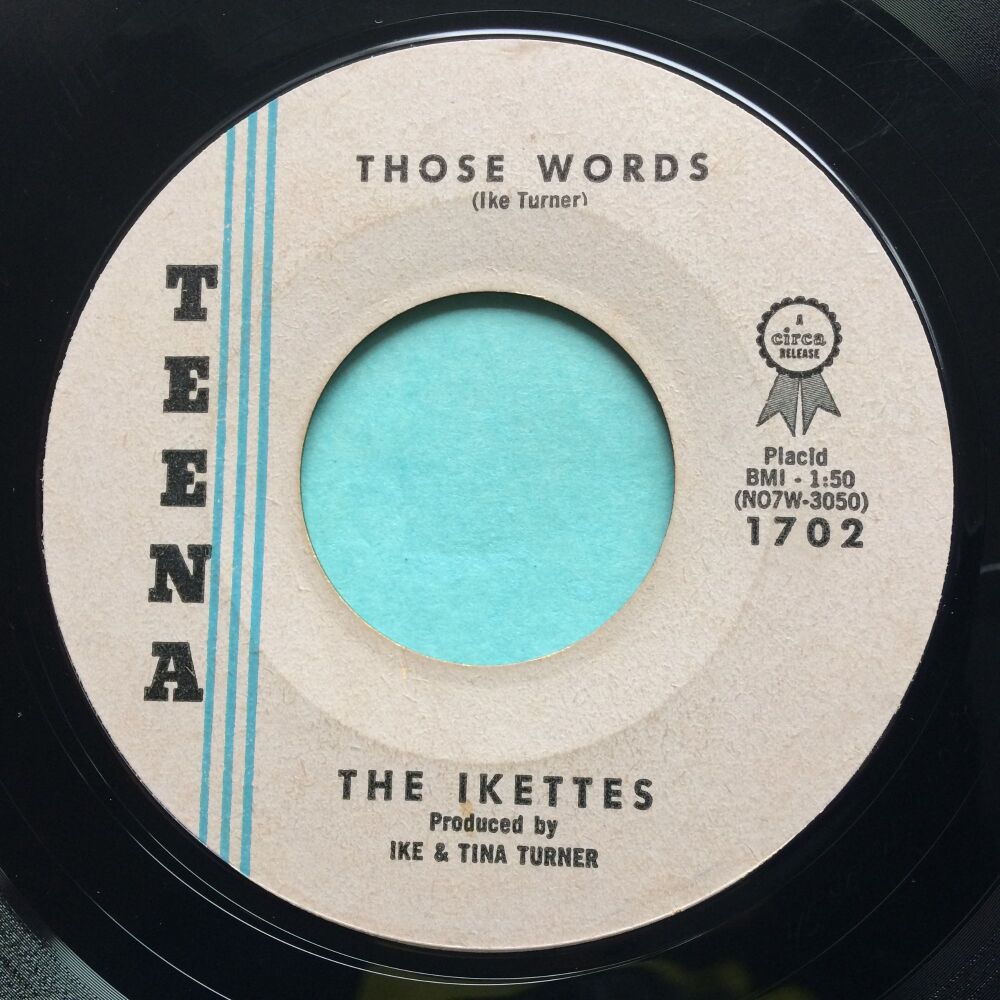 THOSE WORDS
(Ike Turner)
TEENA
A
circa
RELEASE
Placid
BMI - 1:50
(NO7W-3050)
1702
THE IKETTES
Produced by
IKE & TINA TURNER